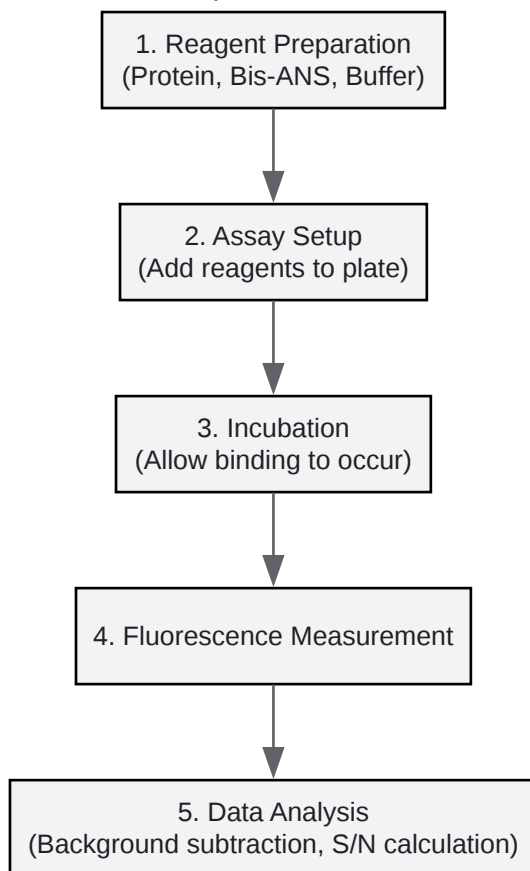 1. Reagent Preparation
(Protein, Bis-ANS, Buffer)
2. Assay Setup
(Add reagents to plate)
3. Incubation
(Allow binding to occur)
4. Fluorescence Measurement
5. Data Analysis
(Background subtraction, S/N calculation)